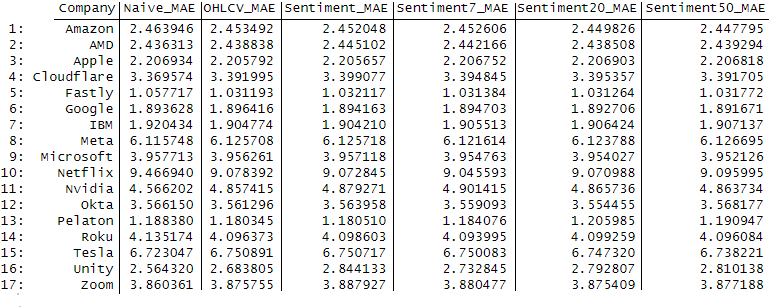 Company Naive_MAE OHLCV_MAE Sentiment_MAE Sentiment7_MAE Sentiment20_MAE Sentiment50_MAE
1: Amazon 2.463946 2.453492 2.452048 2.452606 2.449826 2.447795
2: AMD 2.436313 2.438838 2.445102 2.442166 2.438508 2.439294
3: Apple 2.206934 2.205792 2.205657 2.206752 2.206903 2.206818
4: Cloudflare 3.369574 3.391995 3.399077 3.394845 3.395357 3.391705
5: Fastly 1.057717 1.031193 1.032117 1.031384 1.031264 1.031772
6: Google 1.893628 1.896416 1.894163 1.894703 1.892706 1.891671
7: IBM 1.920434 1.904774 1.904210 1.905513 1.906424 1.907137
8: Meta 6.115748 6.125708 6.125718 6.121614 6.123788 6.126695
9: Microsoft 3.957713 3.956261 3.957118 3.954763 3.954027 3.952126
10: Netflix 9.466940 9.078392 9.072845 9.045593 9.070988 9.095995
11: Nvidia 4.566202 4.857415 4.879271 4.901415 4.865736 4.863734
12: Okta 3.566150 3.561296 3.563958 3.559093 3.554455 3.568177
13: Pelaton 1.188380 1.180345 1.180510 1.184076 1.205985 1.190947
14: Roku 4.135174 4.096373 4.098603 4.093995 4.099259 4.096084
15: Tesla 6.723047 6.750891 6.750717 6.750083 6.747320 6.738221
16: Unity 2.564320 2.683805 2.844133 2.732845 2.792807 2.810138
17: Zoom 3.860361 3.875755 3.887927 3.880477 3.875409 3.877188